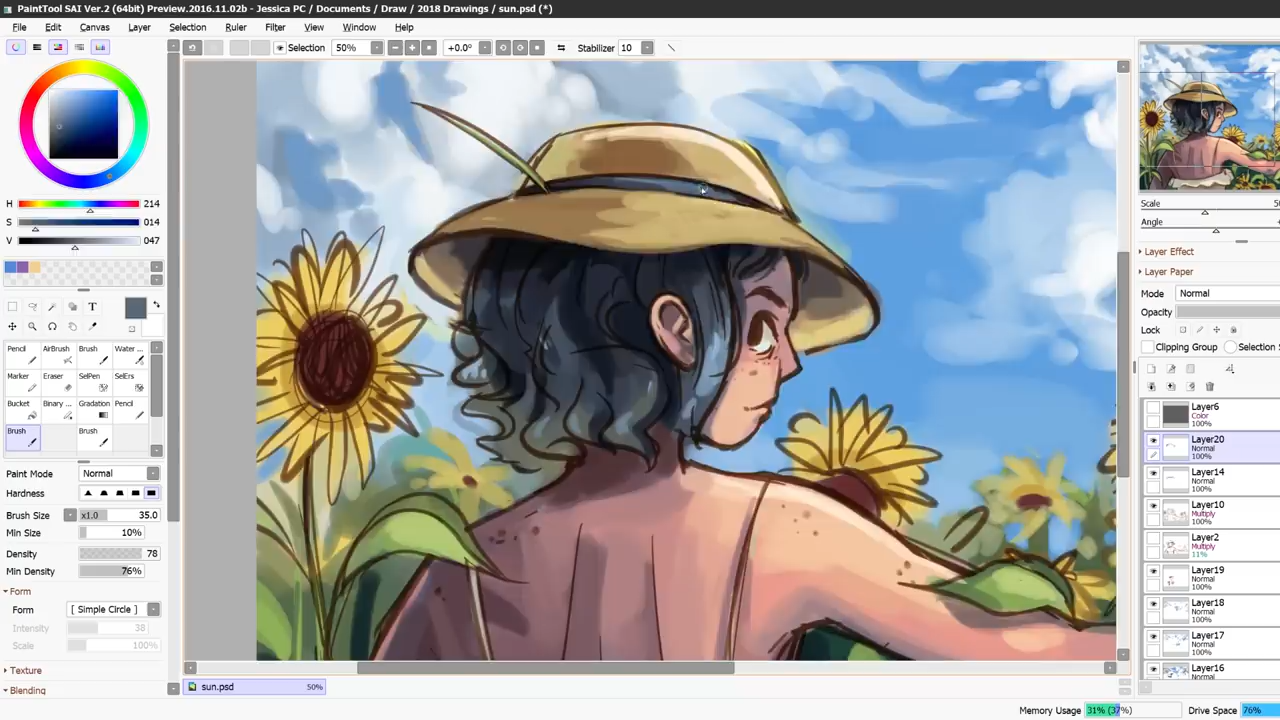 PaintTool SAI Ver.2 (64bit) Preview.2016.11.02b - Jessica PC / Documents / Draw / 2018 Drawings / sun.psd (*)
File Edit Canvas Layer Selection Ruler Filter View Window Help
Selection 50% +0.0° Stabilizer 10
H 214
S 014
V 047
T
Pencil AirBrush Brush Water ...
Marker Eraser SelPen SelErs
Bucket Binary ... Gradation Pencil
Brush Brush
Paint Mode Normal
Hardness
Brush Size x1.0 35.0
Min Size 10%
Density 78
Min Density 76%
Form
Form [ Simple Circle ]
Intensity 38
Scale 100%
Texture
Blending
Scale 50
Angle
Layer Effect
Layer Paper
Mode Normal
Opacity
Lock
Clipping Group Selection S
Layer6
Color
100%
Layer20
Normal
100%
Layer14
Normal
100%
Layer10
Multiply
100%
Layer2
Multiply
11%
Layer19
Normal
100%
Layer18
Normal
100%
Layer17
Normal
100%
Layer16
Normal
sun.psd 50%
Memory Usage 31% (37%) Drive Space 76%